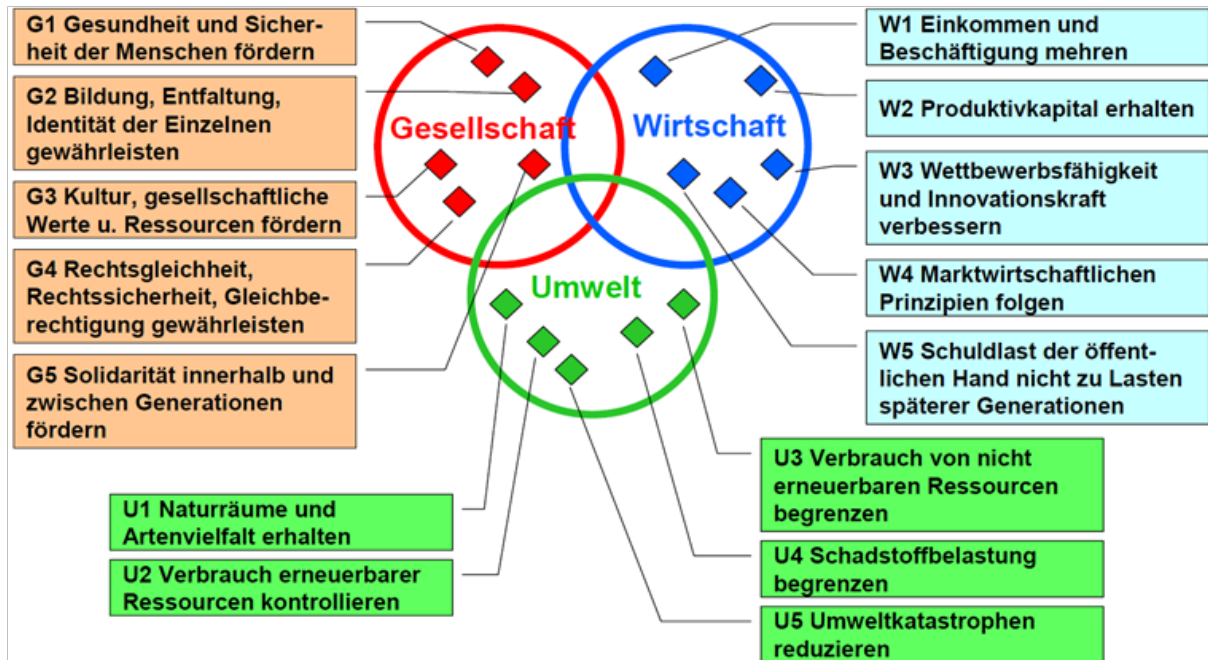 G1 Gesundheit und Sicher-
heit der Menschen fördern
G2 Bildung, Entfaltung,
Identität der Einzelnen
gewährleisten
G3 Kultur, gesellschaftliche
Werte u. Ressourcen fördern
G4 Rechtsgleichheit,
Rechtssicherheit, Gleichbe-
rechtigung gewährleisten
G5 Solidarität innerhalb und
zwischen Generationen
fördern
Gesellschaft
Wirtschaft
Umwelt
W1 Einkommen und
Beschäftigung mehren
W2 Produktivkapital erhalten
W3 Wettbewerbsfähigkeit
und Innovationskraft
verbessern
W4 Marktwirtschaftlichen
Prinzipien folgen
W5 Schuldlast der öffent-
lichen Hand nicht zu Lasten
späterer Generationen
U1 Naturräume und
Artenvielfalt erhalten
U2 Verbrauch erneuerbarer
Ressourcen kontrollieren
U3 Verbrauch von nicht
erneuerbaren Ressourcen
begrenzen
U4 Schadstoffbelastung
begrenzen
U5 Umweltkatastrophen
reduzieren